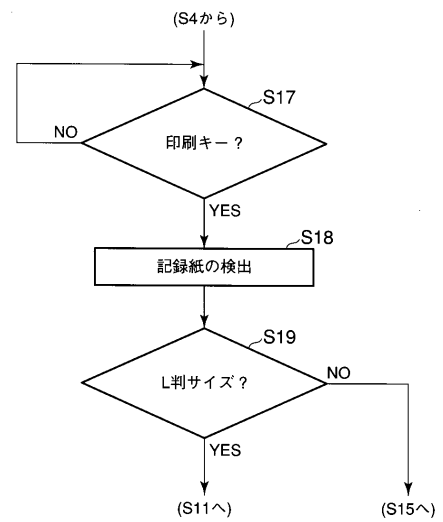 (S4から)
S17
印刷キー？
NO
YES
S18
記録紙の検出
S19
L判サイズ？
NO
YES
(S11へ)
(S15へ)